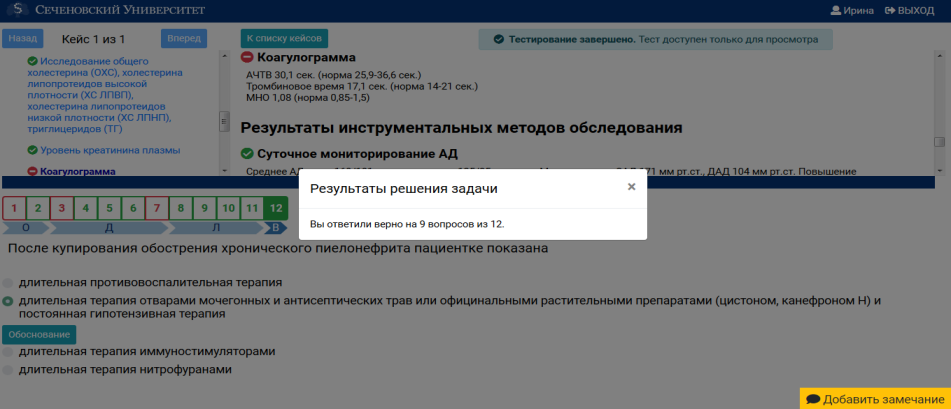 Сеченовский Университет
Ирина
ВЫХОД
Назад
Кейс 1 из 1
Вперед
К списку кейсов
Тестирование завершено. Тест доступен только для просмотра
Исследование общего
холестерина (ОХС), холестерина
липопротеидов высокой
плотности (ХС ЛПВП),
холестерина липопротеидов
низкой плотности (ХС ЛПНП),
триглицеридов (ТГ)
Уровень креатинина плазмы
Коагулограмма
Коагулограмма
АЧТВ 30,1 сек. (норма 25,9-36,6 сек.)
Тромбиновое время 17,1 сек. (норма 14-21 сек.)
МНО 1,08 (норма 0,85-1,5)
Результаты инструментальных методов обследования
Суточное мониторирование АД
Среднее АД
мм рт.ст., ДАД 104 мм рт.ст. Повышение
Результаты решения задачи
×
Вы ответили верно на 9 вопросов из 12.
1 2 3 4 5 6 7 8 9 10 11 12
О Д Л В
После купирования обострения хронического пиелонефрита пациентке показана
длительная противовоспалительная терапия
длительная терапия отварами мочегонных и антисептических трав или официнальными растительными препаратами (цистоном, канефроном Н) и
постоянная гипотензивная терапия
Обоснование
длительная терапия иммуностимуляторами
длительная терапия нитрофуранами
Добавить замечание